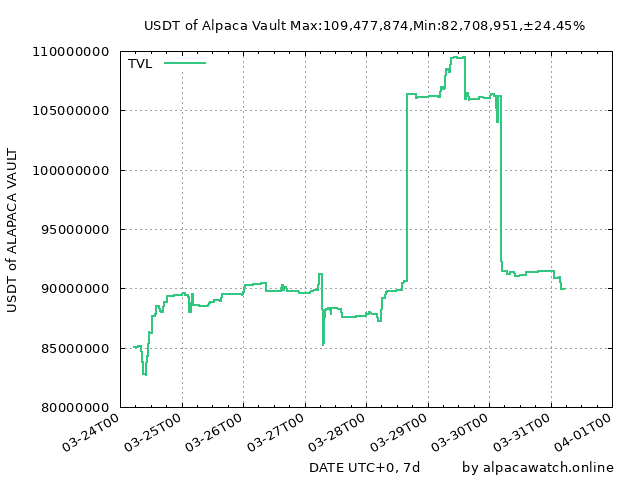 USDT of Alpaca Vault Max:109,477,874,Min:82,708,951,±24.45%
TVL
110000000
105000000
100000000
95000000
90000000
85000000
80000000
USDT of ALAPACA VAULT
03-24T00
03-25T00
03-26T00
03-27T00
03-28T00
03-29T00
03-30T00
03-31T00
04-01T00
DATE UTC+0, 7d
by alpacawatch.online